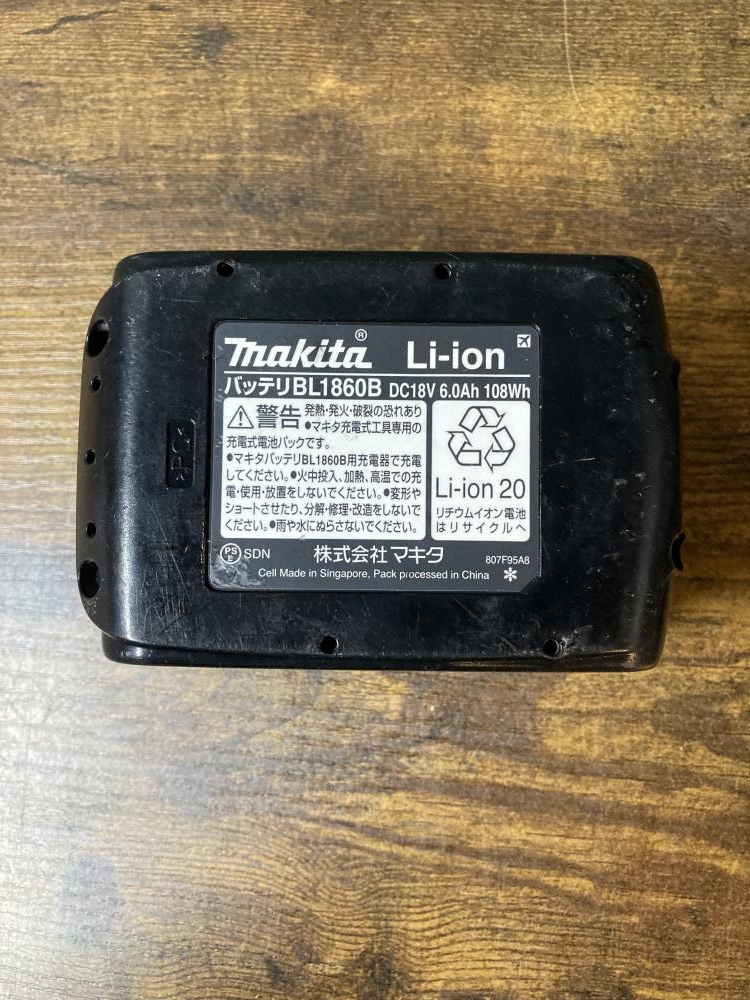 makita® Li-ion
バッテリBL1860B DC18V 6.0Ah 108Wh
警告 発熱・発火・破裂の恐れあり
●マキタ充電式工具専用の
充電式電池パックです。
●マキタバッテリBL1860B用充電器で充電
してください。●火中投入、加熱、高温での充
電・使用・放置をしないでください。●変形や
ショートさせたり、分解・修理・改造をしないで
ください。●雨や水にぬらさないでください。
Li-ion 20
リチウムイオン電池
はリサイクルへ
PS
E SDN 株式会社マキタ 807F95A8
Cell Made in Singapore, Pack processed in China ✻
>PC<